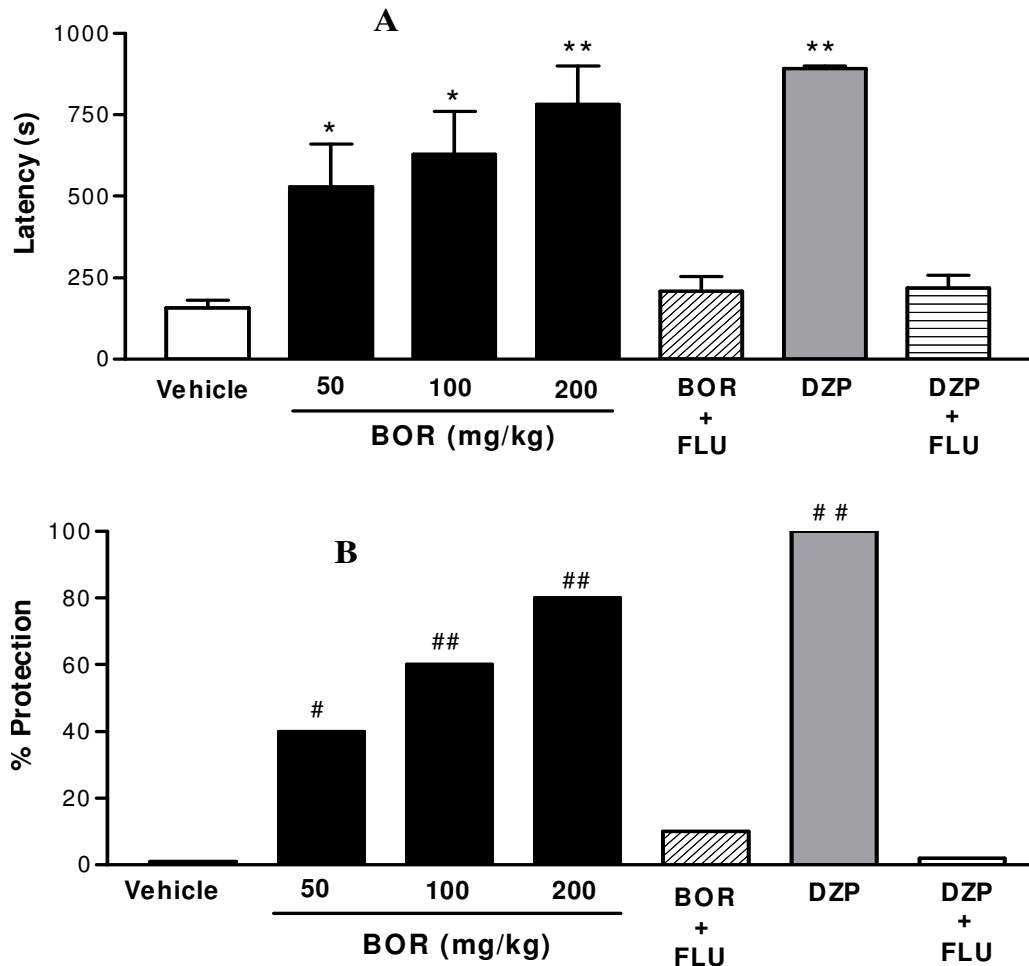 A
1000
750
500
250
0
Latency (s)
*
*
**
**
Vehicle
50
100
200
BOR (mg/kg)
BOR
+
FLU
DZP
DZP
+
FLU
B
100
80
60
40
20
0
% Protection
#
##
##
# #
Vehicle
50
100
200
BOR (mg/kg)
BOR
+
FLU
DZP
DZP
+
FLU